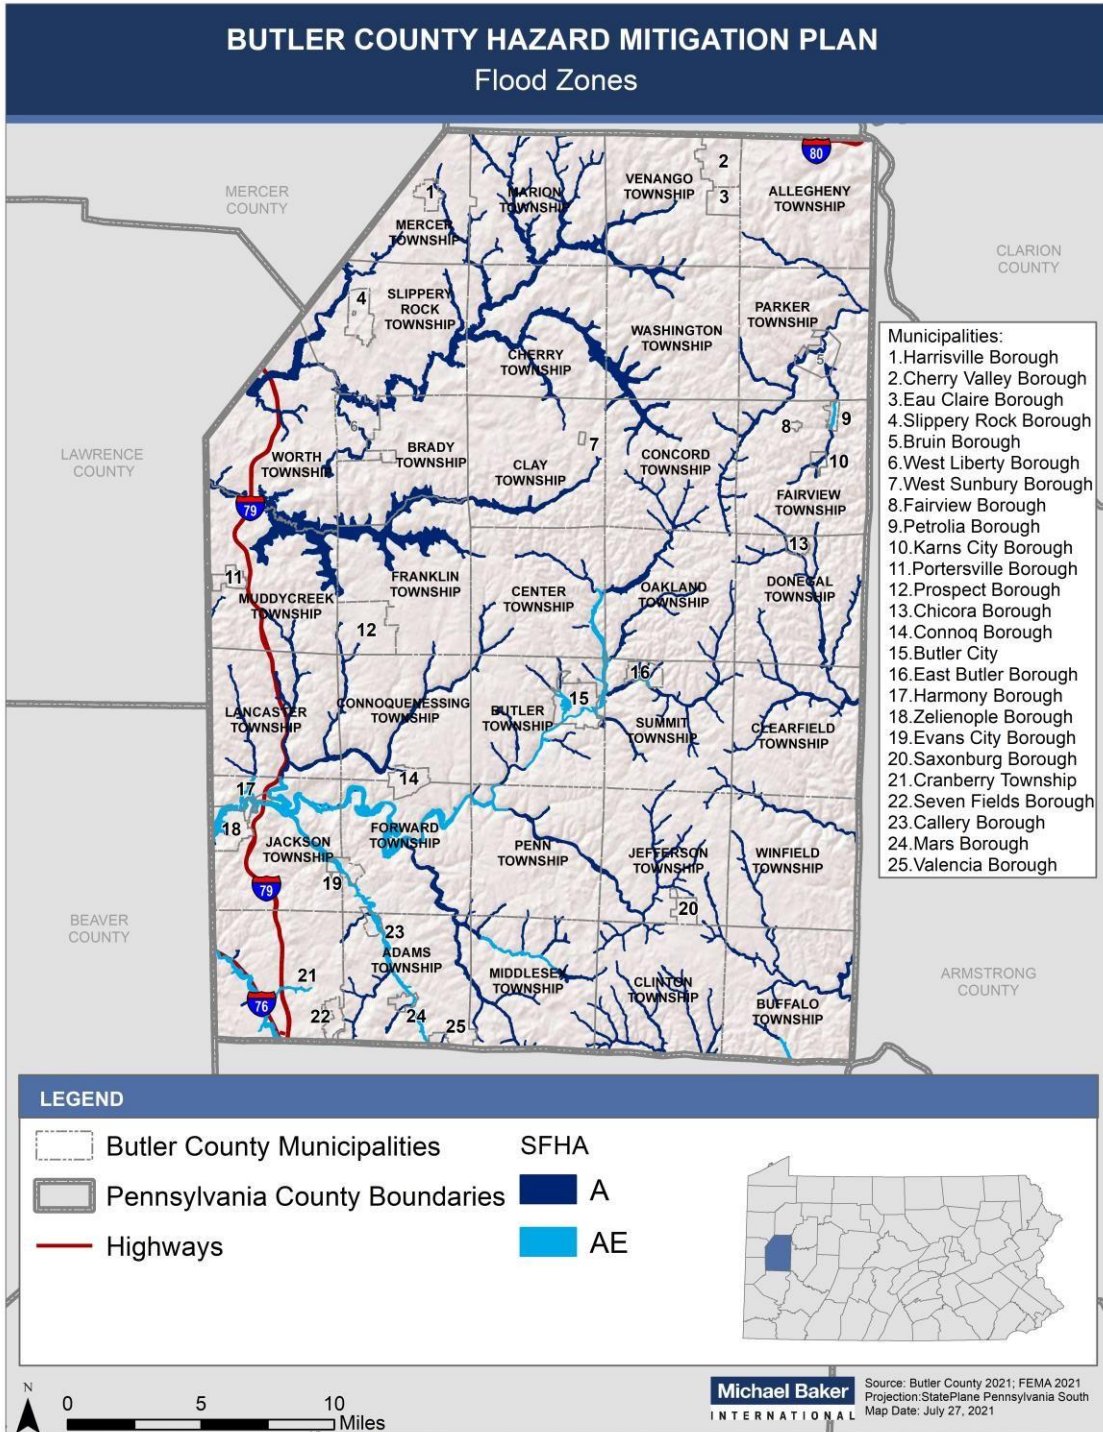 BUTLER COUNTY HAZARD MITIGATION PLAN
Flood Zones
MERCER
COUNTY
CLARION
COUNTY
LAWRENCE
COUNTY
BEAVER
COUNTY
ARMSTRONG
COUNTY
80
2
3
1
VENANGO
TOWNSHIP
MARION
TOWNSHIP
ALLEGHENY
TOWNSHIP
MERCER
TOWNSHIP
4
SLIPPERY
ROCK
TOWNSHIP
PARKER
TOWNSHIP
WASHINGTON
TOWNSHIP
CHERRY
TOWNSHIP
5
6
7
8
9
10
BRADY
TOWNSHIP
WORTH
TOWNSHIP
CLAY
TOWNSHIP
CONCORD
TOWNSHIP
FAIRVIEW
TOWNSHIP
79
13
11
MUDDYCREEK
TOWNSHIP
FRANKLIN
TOWNSHIP
CENTER
TOWNSHIP
OAKLAND
TOWNSHIP
DONEGAL
TOWNSHIP
12
16
15
LANCASTER
TOWNSHIP
CONNOQUENESSING
TOWNSHIP
BUTLER
TOWNSHIP
SUMMIT
TOWNSHIP
CLEARFIELD
TOWNSHIP
14
17
18
JACKSON
TOWNSHIP
FORWARD
TOWNSHIP
PENN
TOWNSHIP
JEFFERSON
TOWNSHIP
WINFIELD
TOWNSHIP
19
79
20
23
ADAMS
TOWNSHIP
MIDDLESEX
TOWNSHIP
CLINTON
TOWNSHIP
BUFFALO
TOWNSHIP
21
76
22
24
25
Municipalities:
1.Harrisville Borough
2.Cherry Valley Borough
3.Eau Claire Borough
4.Slippery Rock Borough
5.Bruin Borough
6.West Liberty Borough
7.West Sunbury Borough
8.Fairview Borough
9.Petrolia Borough
10.Karns City Borough
11.Portersville Borough
12.Prospect Borough
13.Chicora Borough
14.Connoq Borough
15.Butler City
16.East Butler Borough
17.Harmony Borough
18.Zelienople Borough
19.Evans City Borough
20.Saxonburg Borough
21.Cranberry Township
22.Seven Fields Borough
23.Callery Borough
24.Mars Borough
25.Valencia Borough
LEGEND
Butler County Municipalities
Pennsylvania County Boundaries
Highways
SFHA
A
AE
N
0 5 10
Miles
Michael Baker
INTERNATIONAL
Source: Butler County 2021; FEMA 2021
Projection:StatePlane Pennsylvania South
Map Date: July 27, 2021